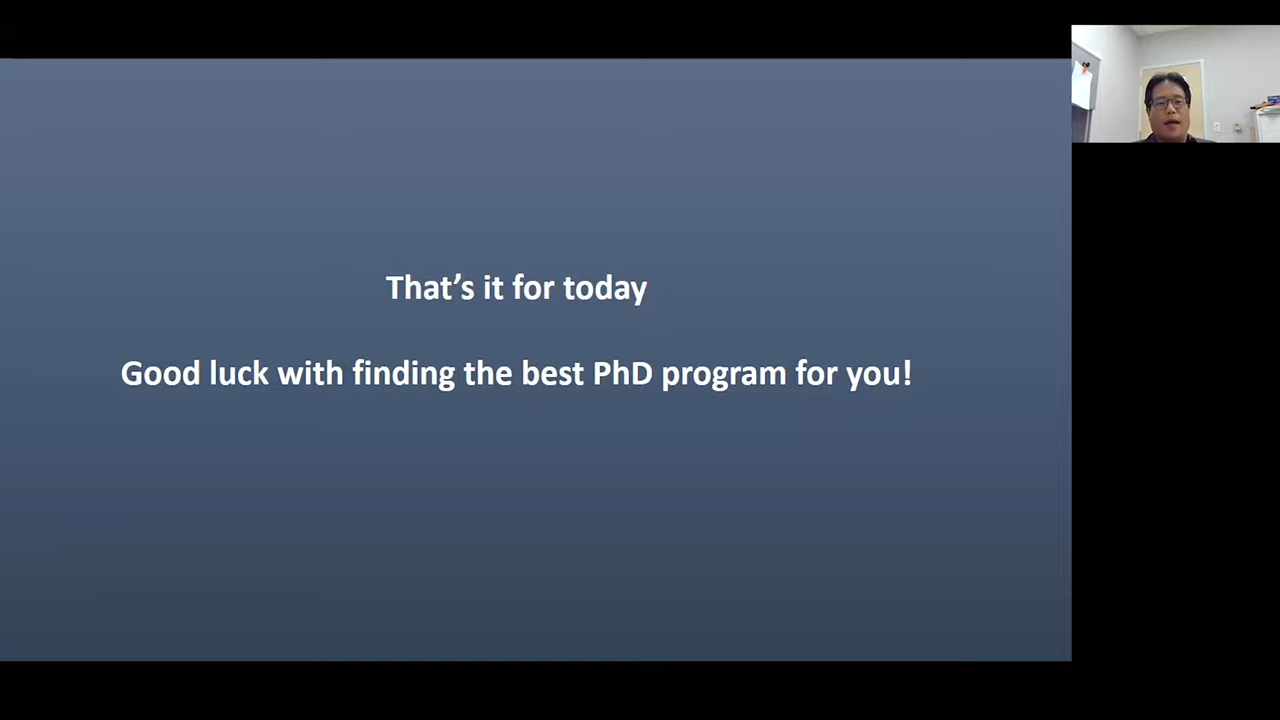 That’s it for today
Good luck with finding the best PhD program for you!